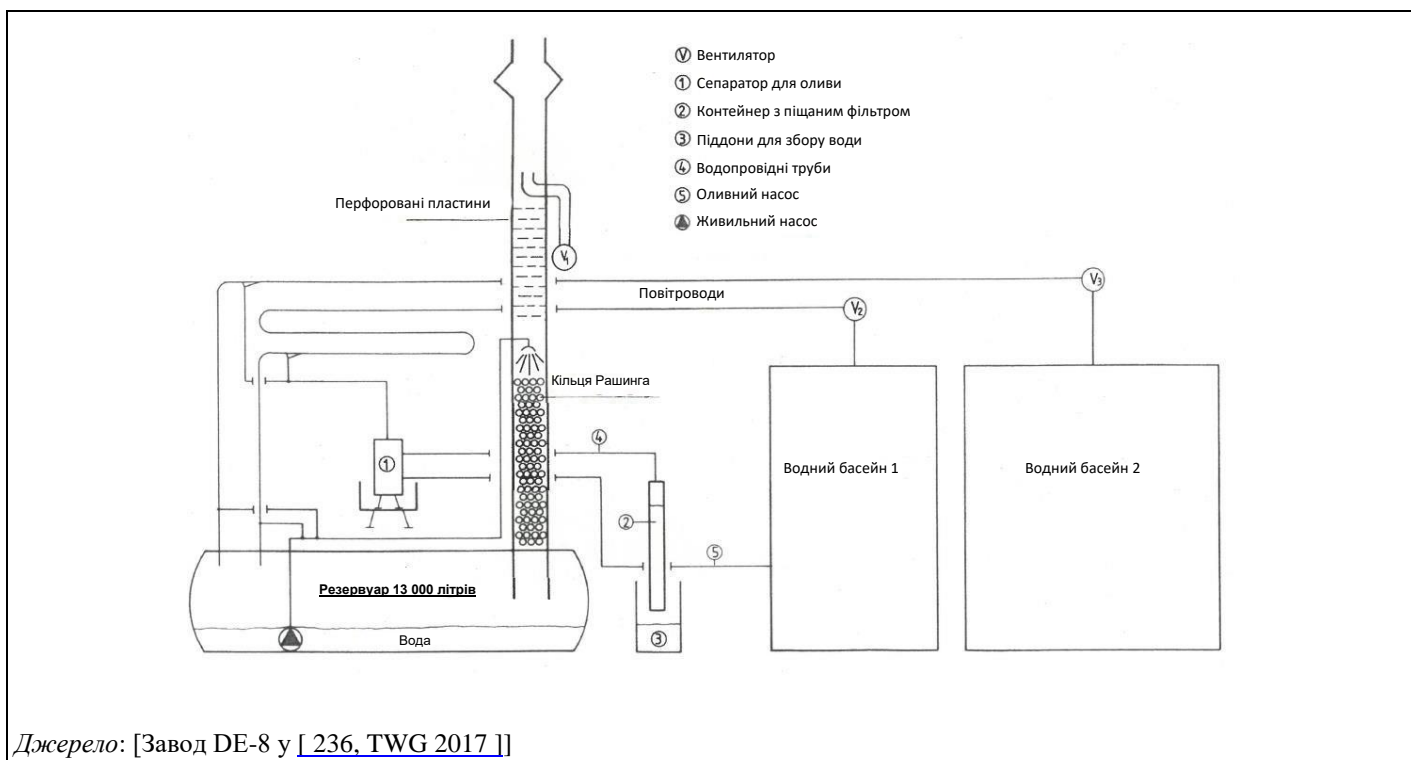 Ⓥ Вентилятор
① Сепаратор для оливи
② Контейнер з піщаним фільтром
③ Піддони для збору води
④ Водопровідні труби
⑤ Оливний насос
Живильний насос
Перфоровані пластини
V1
V3
Повітроводи
V2
Кільця Рашинга
④
①
Водний басейн 1
Водний басейн 2
②
⑤
Резервуар 13 000 літрів
Вода
③
Джерело: [Завод DE-8 у [ 236, TWG 2017 ]]